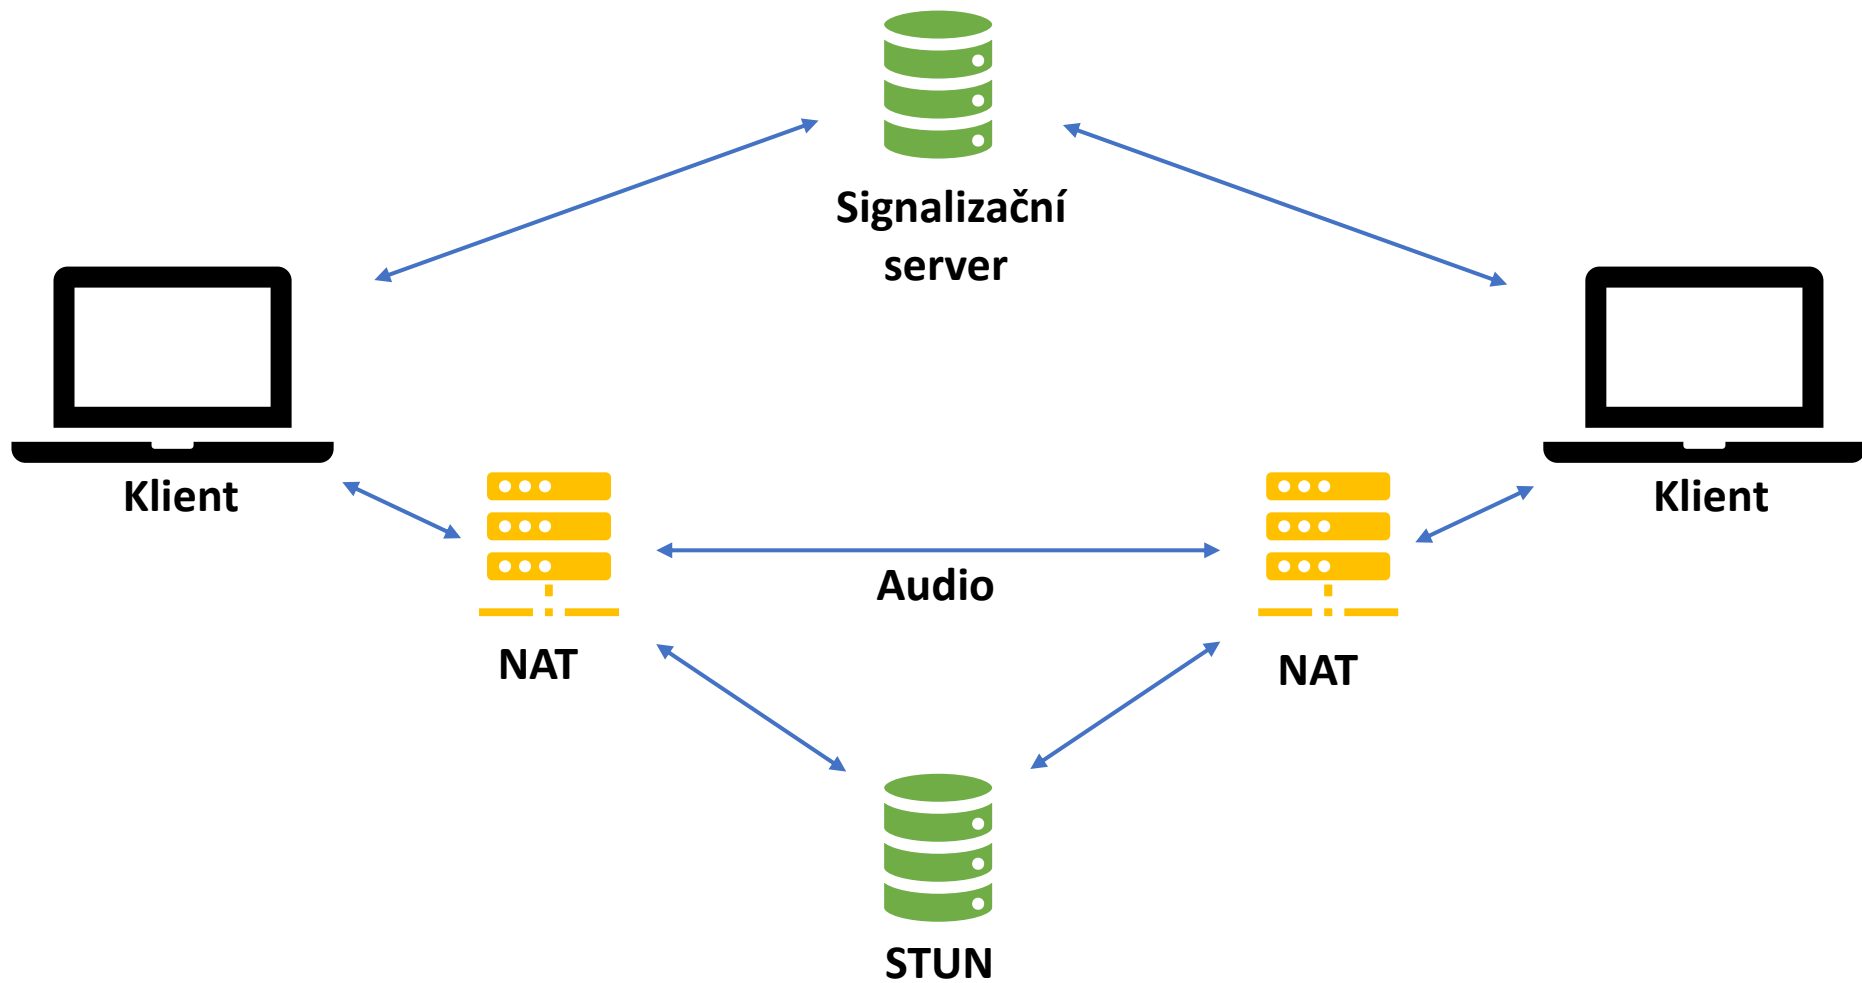 Signalizační
server
Klient
Klient
Audio
NAT
NAT
STUN